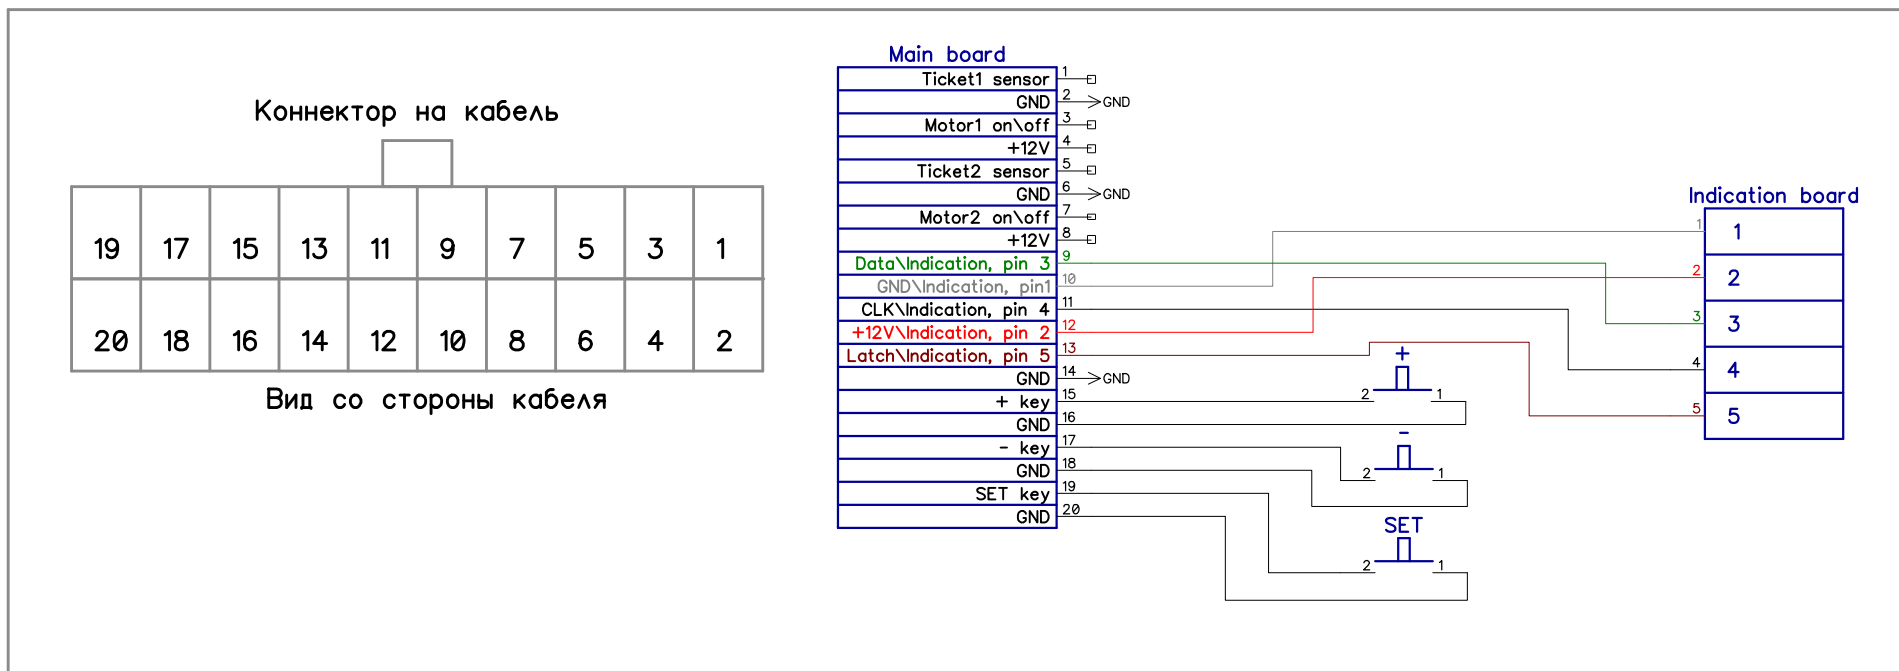 Коннектор на кабель
19 17 15 13 11 9 7 5 3 1
20 18 16 14 12 10 8 6 4 2
Вид со стороны кабеля
Main board
Ticket1 sensor 1
GND 2 GND
Motor1 on\off 3
+12V 4
Ticket2 sensor 5
GND 6 GND
Motor2 on\off 7
+12V 8
Data\Indication, pin 3 9
GND\Indication, pin1 10
CLK\Indication, pin 4 11
+12V\Indication, pin 2 12
Latch\Indication, pin 5 13
GND 14 GND
+ key 15
GND 16
- key 17
GND 18
SET key 19
GND 20
+
2 1
-
2 1
SET
2 1
Indication board
1 1
2 2
3 3
4 4
5 5